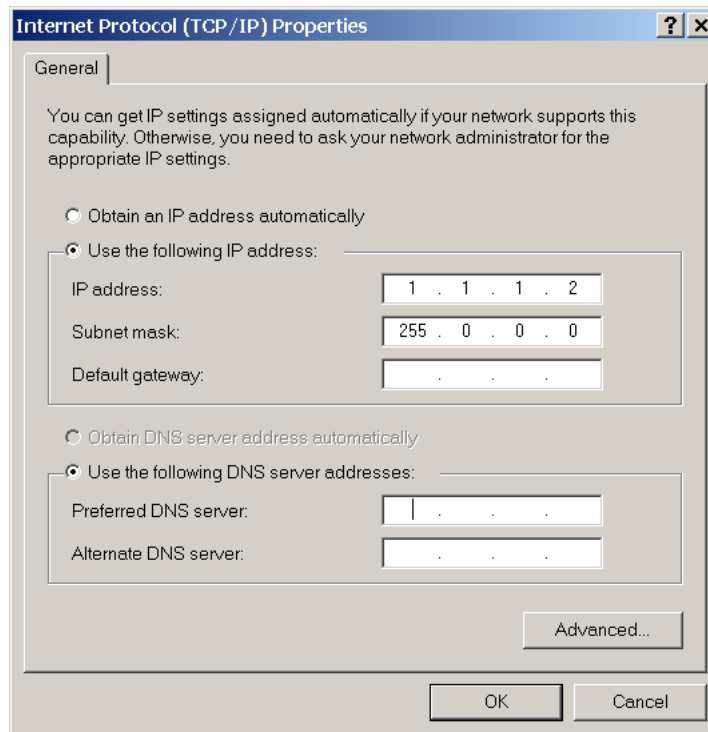 Internet Protocol (TCP/IP) Properties
General
You can get IP settings assigned automatically if your network supports this
capability. Otherwise, you need to ask your network administrator for the
appropriate IP settings.
Obtain an IP address automatically
Use the following IP address:
IP address: 1 . 1 . 1 . 2
Subnet mask: 255 . 0 . 0 . 0
Default gateway: . . .
Obtain DNS server address automatically
Use the following DNS server addresses:
Preferred DNS server: . . .
Alternate DNS server: . . .
Advanced...
OK Cancel